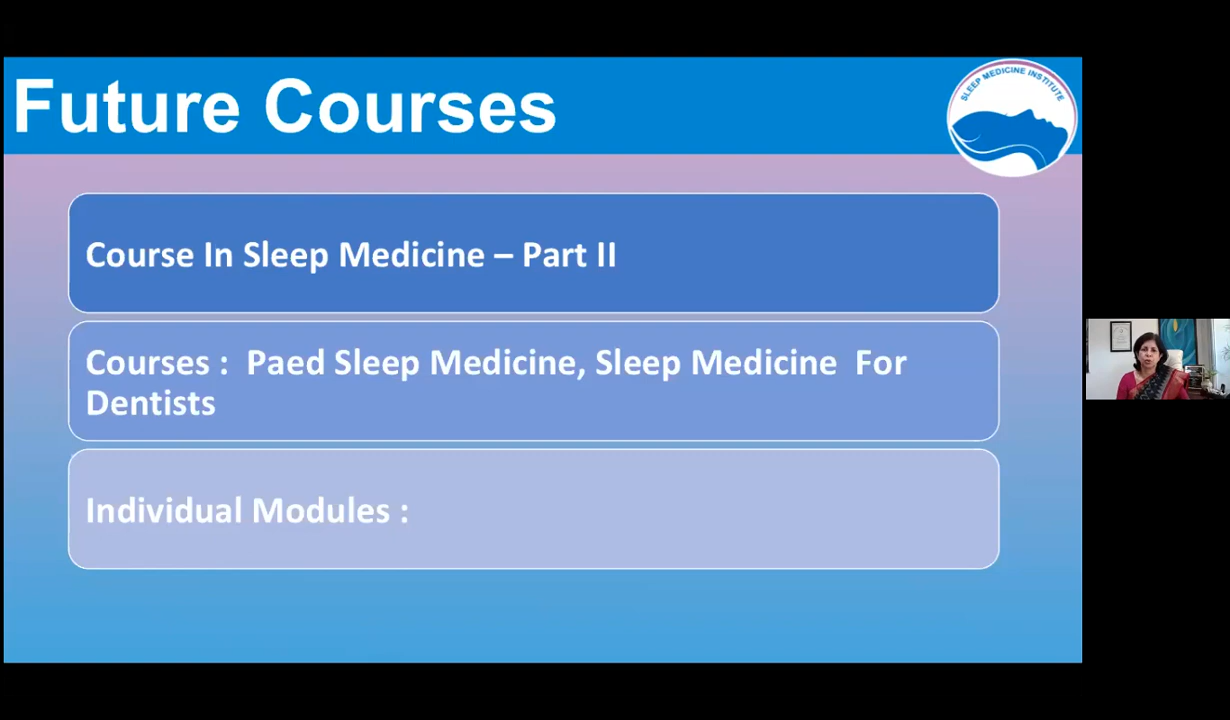 Future Courses
SLEEP MEDICINE INSTITUTE
Course In Sleep Medicine – Part II
Courses : Paed Sleep Medicine, Sleep Medicine For
Dentists
Individual Modules :